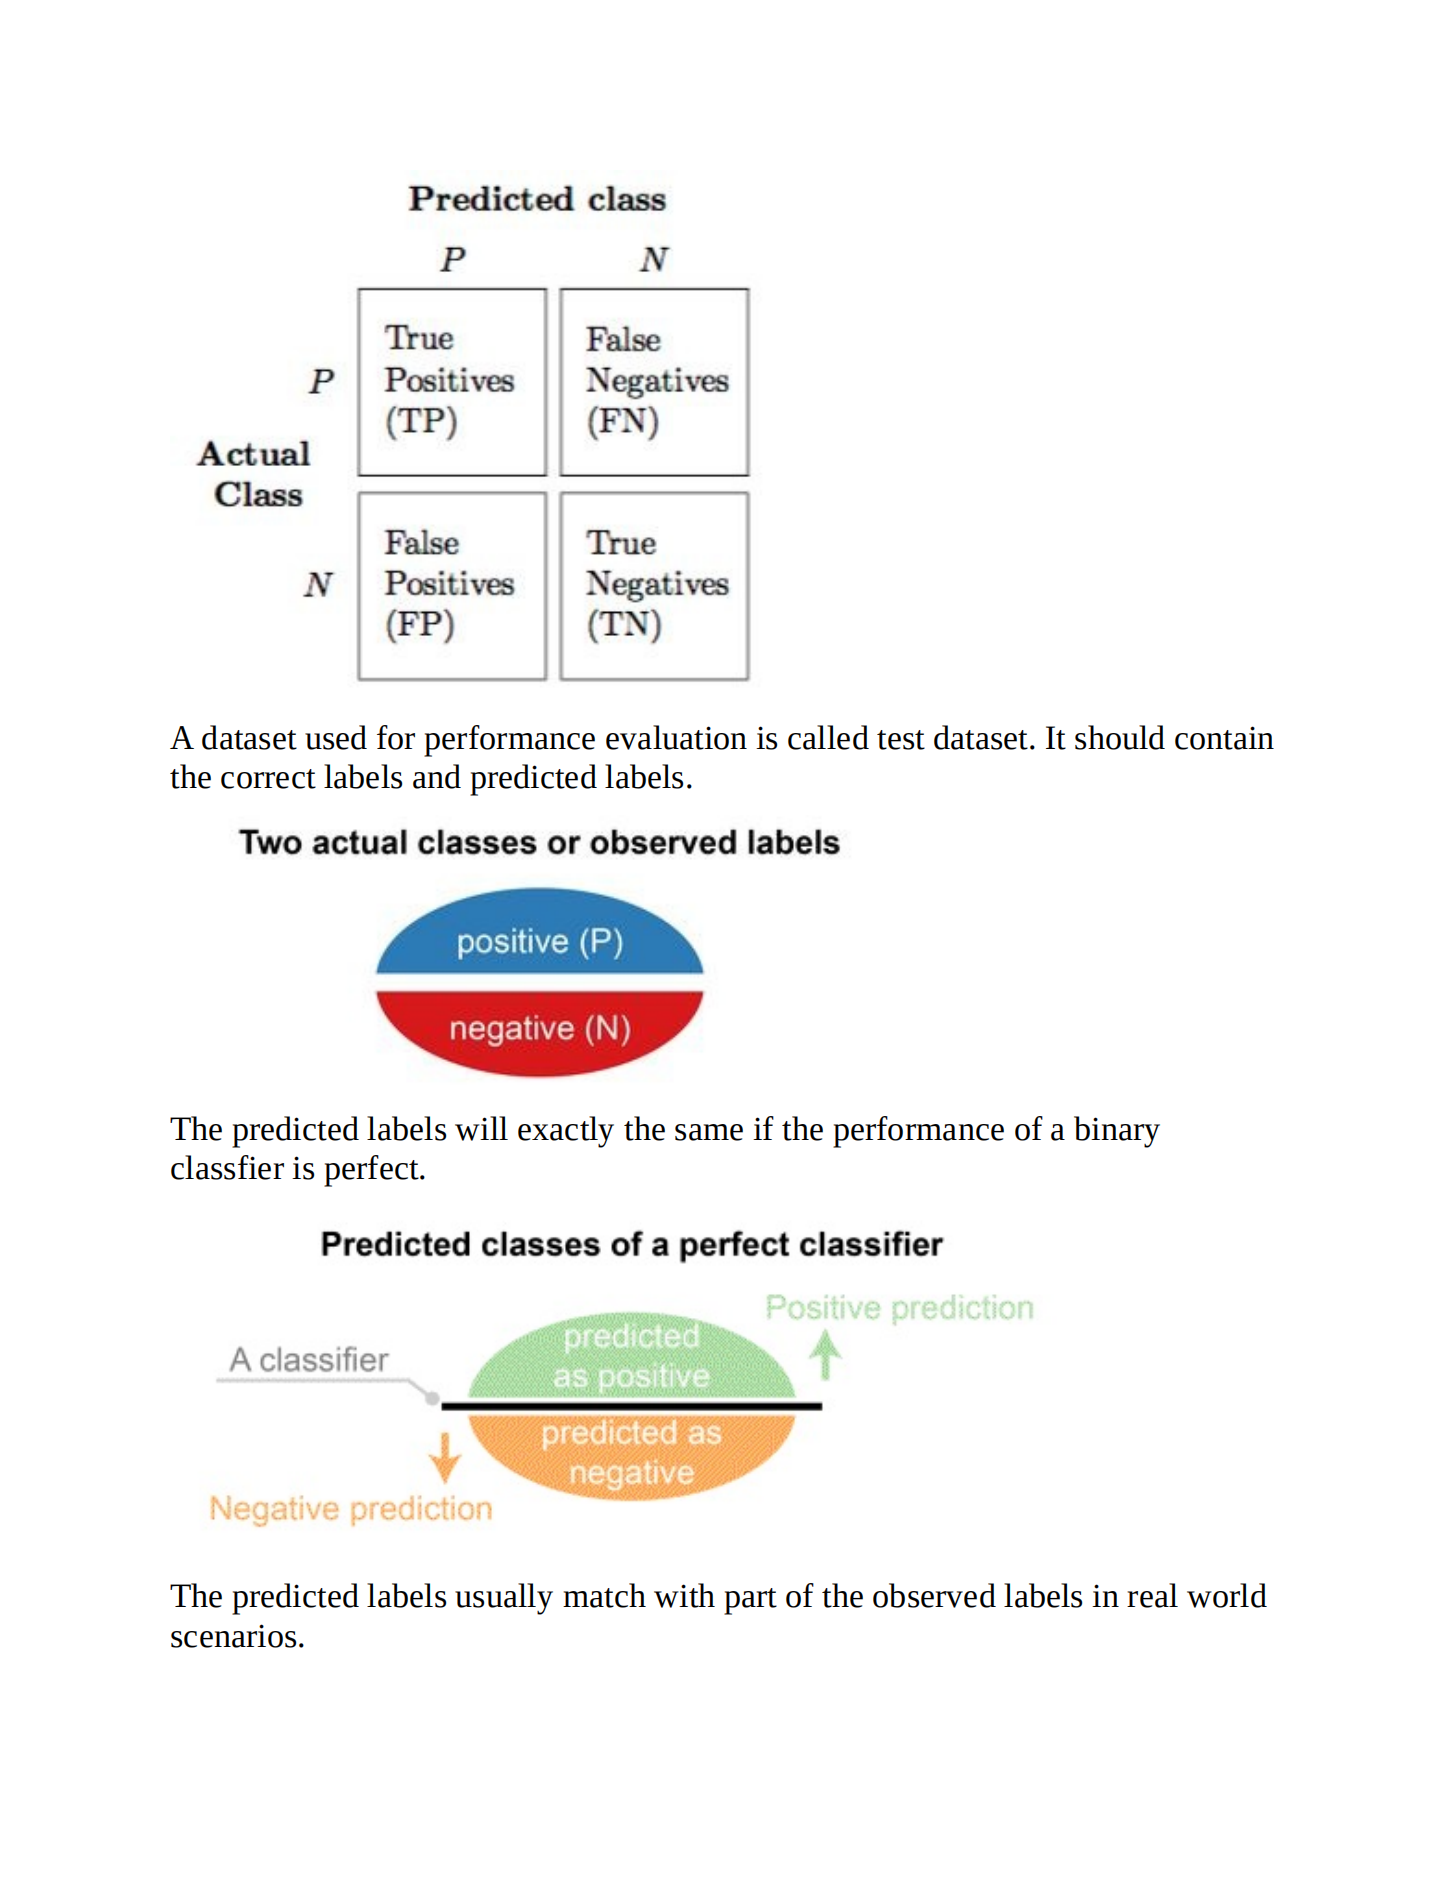 Predicted class
P N
True
Positives
(TP)
False
Negatives
(FN)
P
Actual
Class
False
Positives
(FP)
True
Negatives
(TN)
N
A dataset used for performance evaluation is called test dataset. It should contain
the correct labels and predicted labels.
Two actual classes or observed labels
positive (P)
negative (N)
The predicted labels will exactly the same if the performance of a binary
classfier is perfect.
Predicted classes of a perfect classifier
Positive prediction
predicted
as positive
A classifier
predicted as
negative
Negative prediction
The predicted labels usually match with part of the observed labels in real world
scenarios.